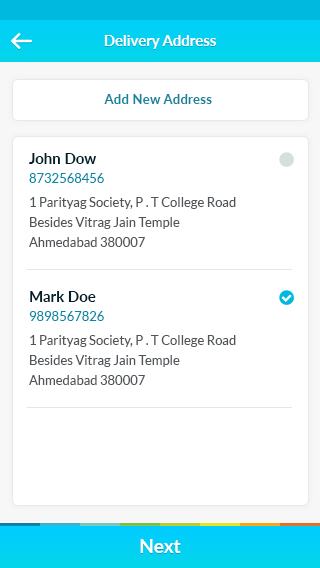 Delivery Address
Add New Address
John Dow
8732568456
1 Parityag Society, P . T College Road
Besides Vitrag Jain Temple
Ahmedabad 380007
Mark Doe
9898567826
1 Parityag Society, P . T College Road
Besides Vitrag Jain Temple
Ahmedabad 380007
Next